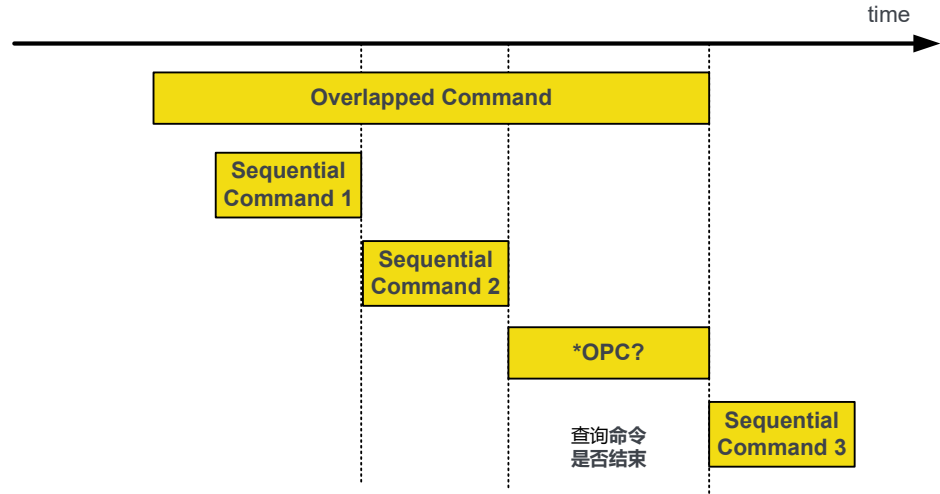 time
Overlapped Command
Sequential
Command 1
Sequential
Command 2
*OPC?
查询命令
是否结束
Sequential
Command 3